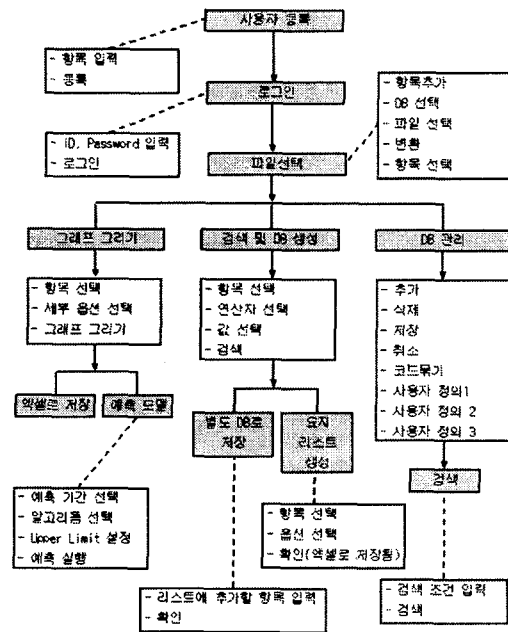 사용자 등록
- 항목 입력
- 등록
로그인
- ID, Password 입력
- 로그인
- 항목추가
- DB 선택
- 파일 선택
- 변환
- 항목 선택
파일선택
그래프 그리기
- 항목 선택
- 세부 옵션 선택
- 그래프 그리기
엑셀로 저장
예측 모델
- 예측 기간 선택
- 알고리듬 선택
- Upper Limit 설정
- 예측 실행
검색 및 DB 생성
- 항목 선택
- 연산자 선택
- 값 선택
- 검색
별도 DB로
저장
- 리스트에 추가할 항목 입력
- 확인
요지
리스트
생성
- 항목 선택
- 옵션 선택
- 확인(엑셀로 저장됨)
DB 관리
- 추가
- 삭제
- 저장
- 취소
- 코드묶기
- 사용자 정의1
- 사용자 정의 2
- 사용자 정의 3
검색
- 검색 조건 입력
- 검색